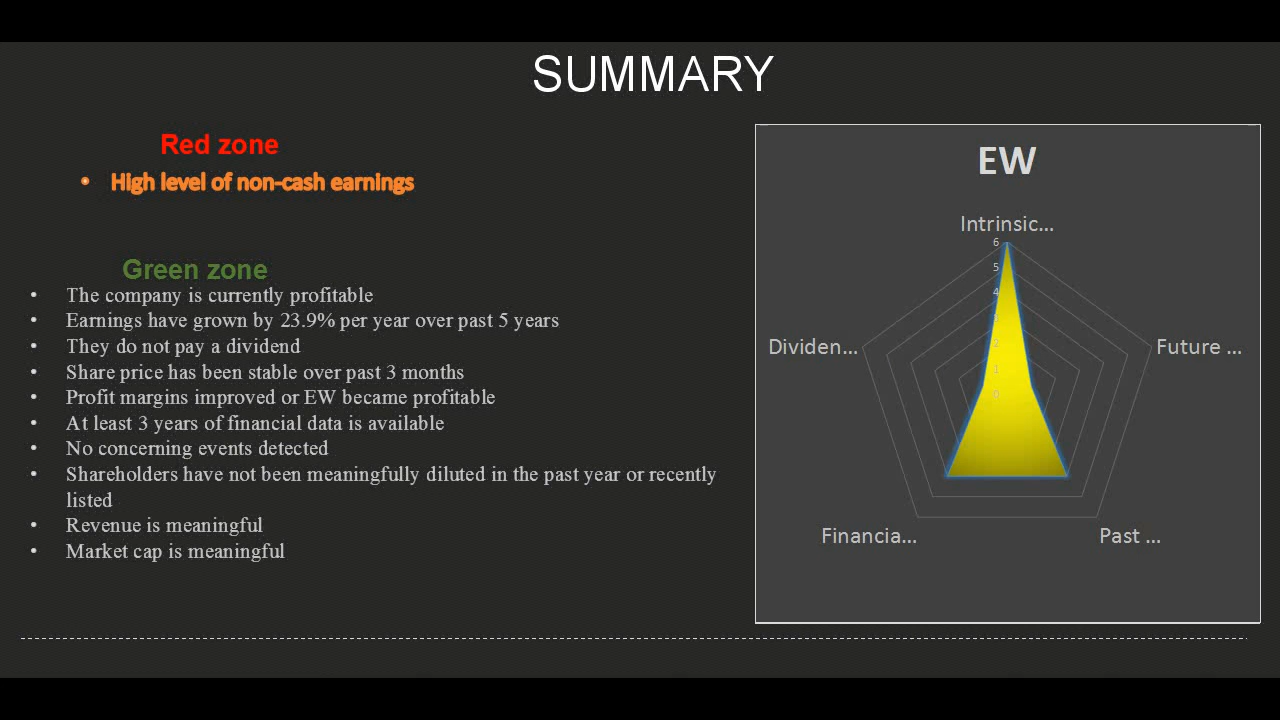 SUMMARY
Red zone
• High level of non-cash earnings
Green zone
• The company is currently profitable
• Earnings have grown by 23.9% per year over past 5 years
• They do not pay a dividend
• Share price has been stable over past 3 months
• Profit margins improved or EW became profitable
• At least 3 years of financial data is available
• No concerning events detected
• Shareholders have not been meaningfully diluted in the past year or recently
listed
• Revenue is meaningful
• Market cap is meaningful
EW
Intrinsic...
6
5
4
3
2
1
0
Dividen...
Future ...
Financia...
Past ...